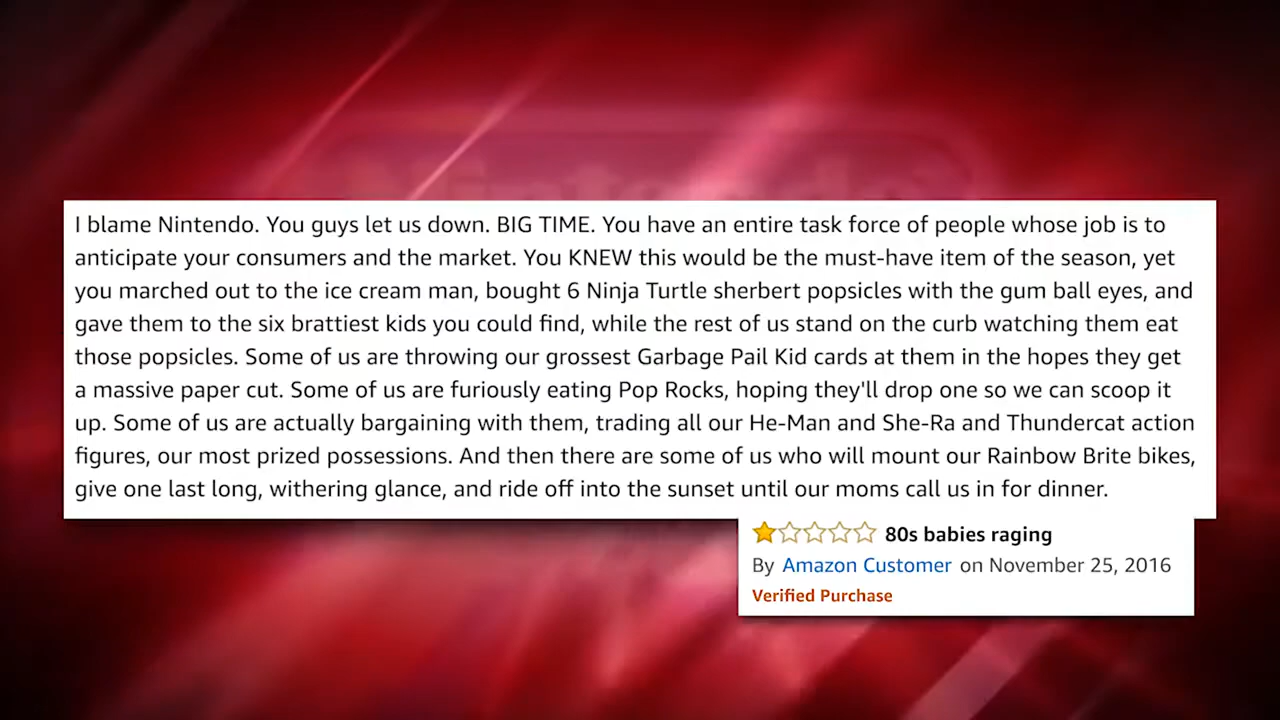 Nintendo
I blame Nintendo. You guys let us down. BIG TIME. You have an entire task force of people whose job is to
anticipate your consumers and the market. You KNEW this would be the must-have item of the season, yet
you marched out to the ice cream man, bought 6 Ninja Turtle sherbert popsicles with the gum ball eyes, and
gave them to the six brattiest kids you could find, while the rest of us stand on the curb watching them eat
those popsicles. Some of us are throwing our grossest Garbage Pail Kid cards at them in the hopes they get
a massive paper cut. Some of us are furiously eating Pop Rocks, hoping they'll drop one so we can scoop it
up. Some of us are actually bargaining with them, trading all our He-Man and She-Ra and Thundercat action
figures, our most prized possessions. And then there are some of us who will mount our Rainbow Brite bikes,
give one last long, withering glance, and ride off into the sunset until our moms call us in for dinner.
80s babies raging
By Amazon Customer on November 25, 2016
Verified Purchase